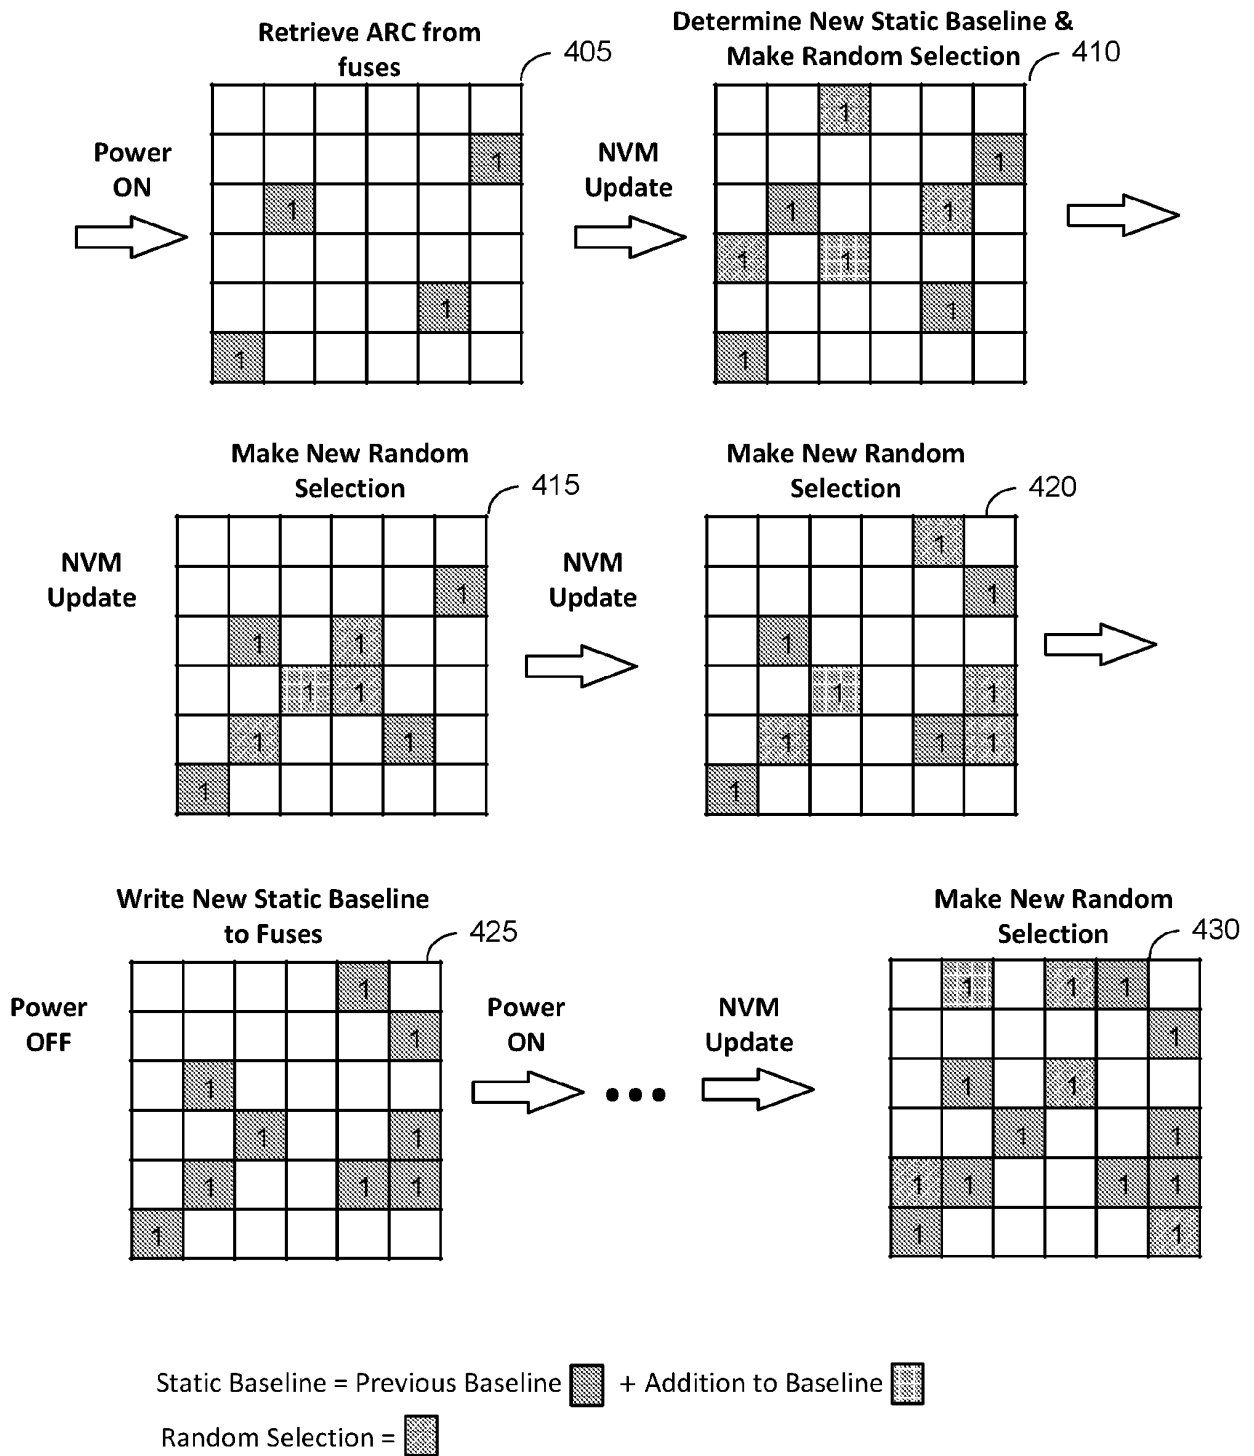 Retrieve ARC from
fuses
405
Power
ON
1
1
1
1
Determine New Static Baseline &
Make Random Selection
410
NVM
Update
1
1
1 1
1 1
1
1
Make New Random
Selection
415
NVM
Update
1
1 1
1 1
1 1
1
Make New Random
Selection
420
NVM
Update
1
1
1
1 1
1 1 1
1
Write New Static Baseline
to Fuses
425
Power
OFF
1
1
1
1 1
1 1 1
1
Power
ON
•••
NVM
Update
Make New Random
Selection
430
1 1 1
1
1 1
1 1
1 1 1 1
1 1
Static Baseline = Previous Baseline + Addition to Baseline
Random Selection =